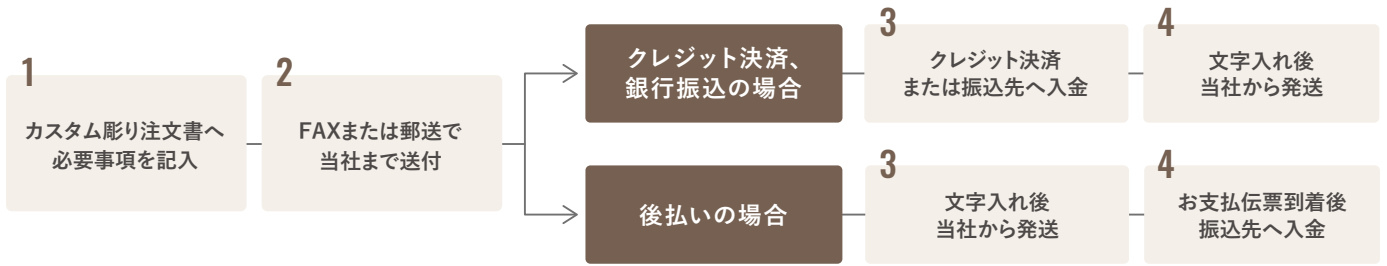 1
カスタム彫り注文書へ
必要事項を記入
2
FAXまたは郵送で
当社まで送付
クレジット決済、
銀行振込の場合
3
クレジット決済
または振込先へ入金
4
文字入れ後
当社から発送
後払いの場合
3
文字入れ後
当社から発送
4
お支払伝票到着後
振込先へ入金